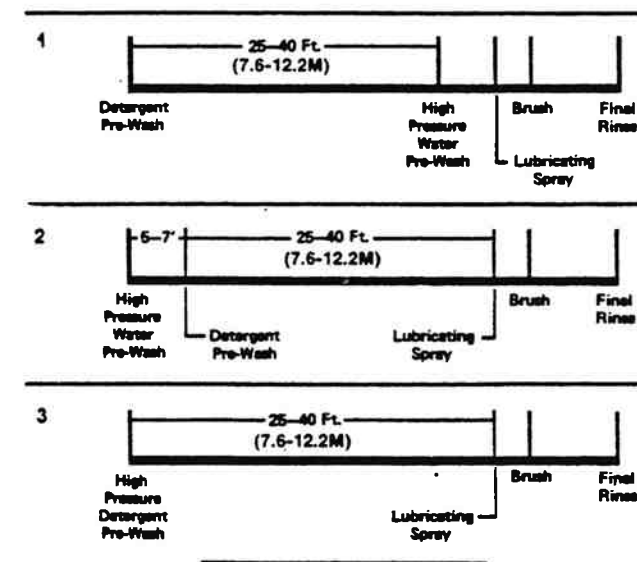 1
25–40 Ft.
(7.6-12.2M)
Detergent
Pre-Wash
High
Pressure
Water
Pre-Wash
Lubricating
Spray
Brush
Final
Rinse
2
5–7'
25–40 Ft.
(7.6-12.2M)
High
Pressure
Water
Pre-Wash
Detergent
Pre-Wash
Lubricating
Spray
Brush
Final
Rinse
3
25–40 Ft.
(7.6-12.2M)
High
Pressure
Detergent
Pre-Wash
Lubricating
Spray
Brush
Final
Rinse